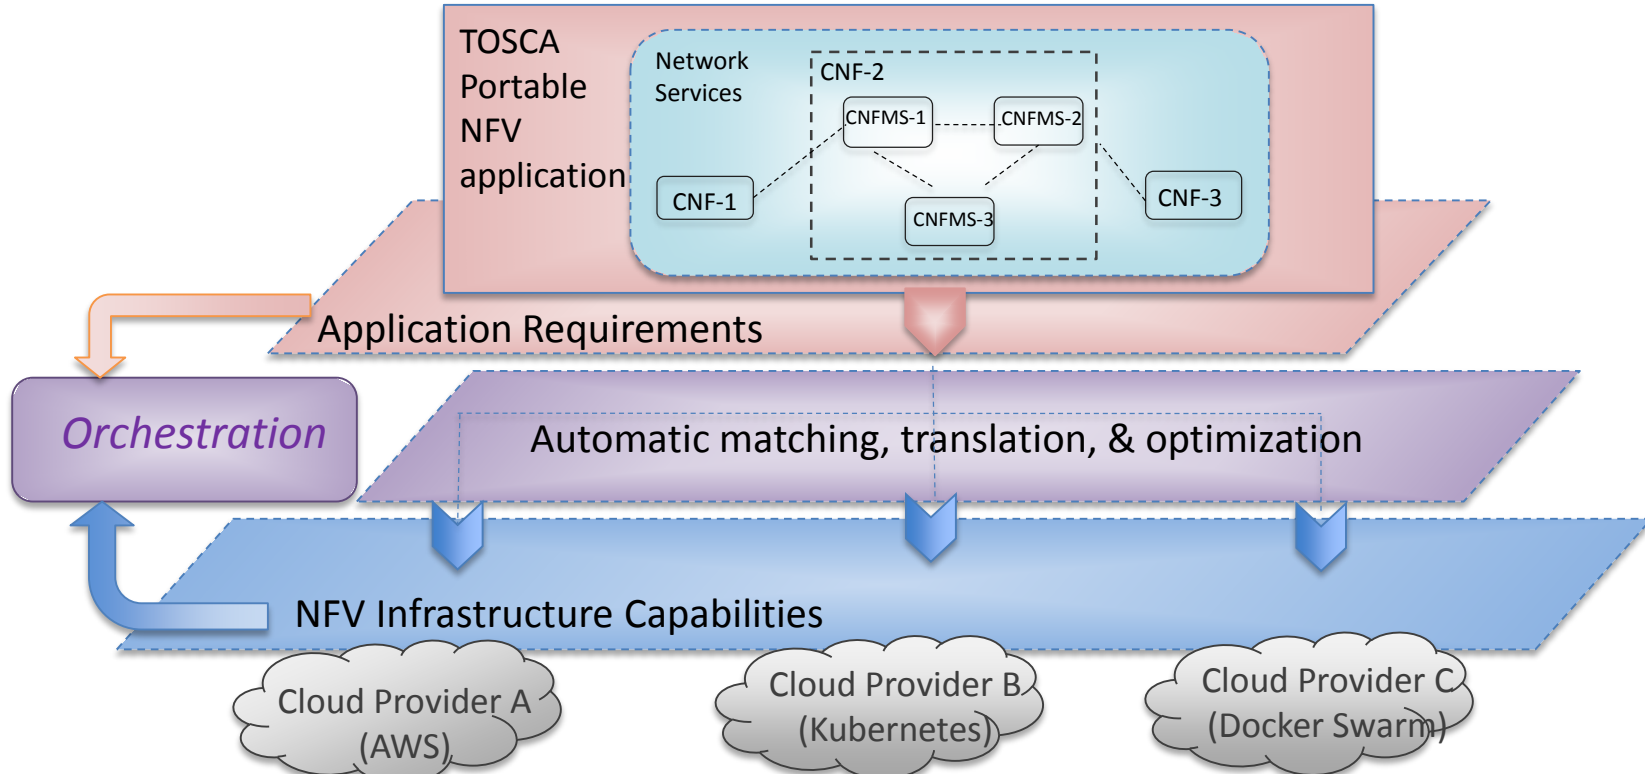 TOSCA
Portable
NFV
application
Network
Services
CNF-2
CNFMS-1
CNFMS-2
CNF-1
CNFMS-3
CNF-3
Application Requirements
Orchestration
Automatic matching, translation, & optimization
NFV Infrastructure Capabilities
Cloud Provider A
(AWS)
Cloud Provider B
(Kubernetes)
Cloud Provider C
(Docker Swarm)